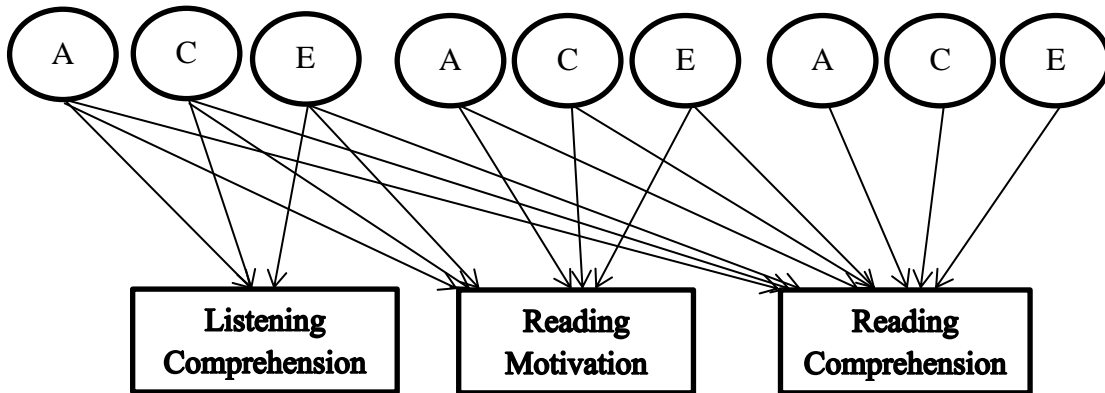 A C E A C E A C E
Listening Reading Reading
Comprehension Motivation Comprehension